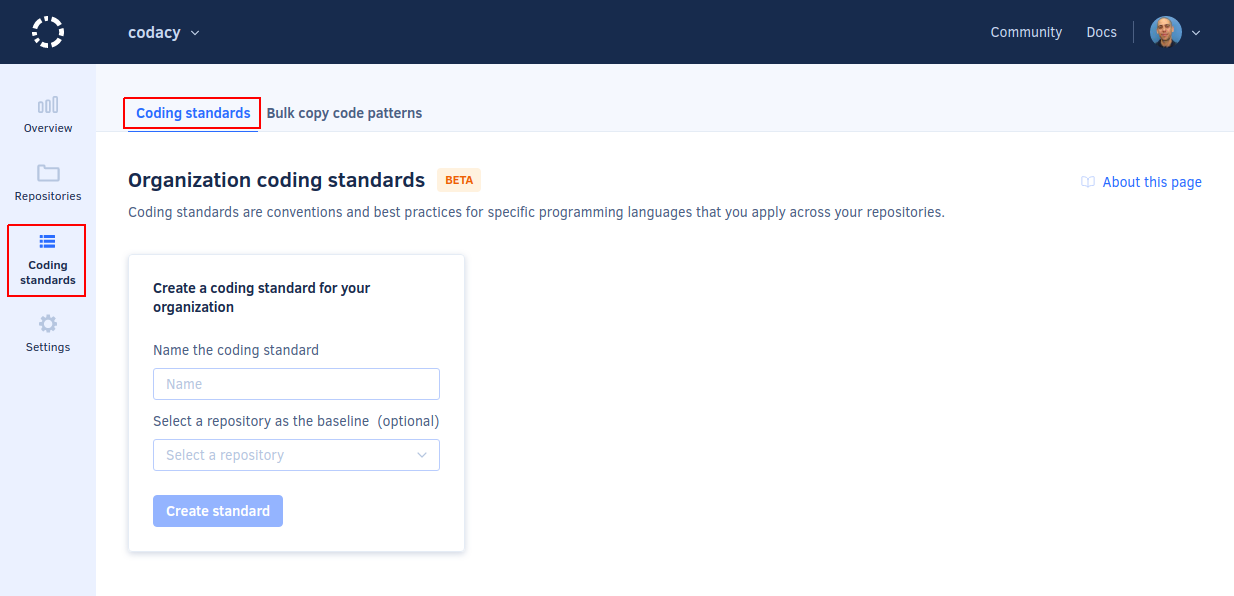 codacy
Community
Docs
Overview
Repositories
Coding
standards
Settings
Coding standards
Bulk copy code patterns
Organization coding standards BETA
About this page
Coding standards are conventions and best practices for specific programming languages that you apply across your repositories.
Create a coding standard for your
organization
Name the coding standard
Name
Select a repository as the baseline (optional)
Select a repository
Create standard